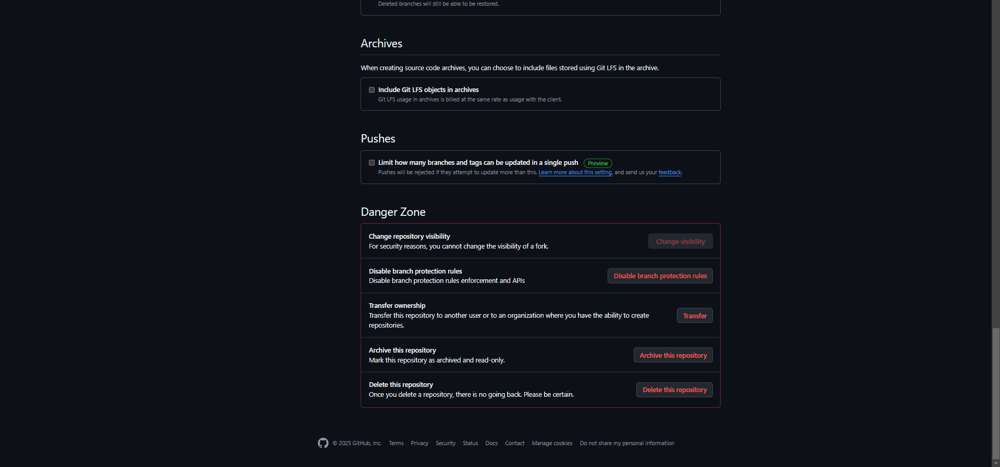 Deleted branches will still be able to be restored.
Archives
When creating source code archives, you can choose to include files stored using Git LFS in the archive.
Include Git LFS objects in archives
Git LFS usage in archives is billed at the same rate as usage with the client.
Pushes
Limit how many branches and tags can be updated in a single push Preview
Pushes will be rejected if they attempt to update more than this. Learn more about this setting, and send us your feedback.
Danger Zone
Change repository visibility
For security reasons, you cannot change the visibility of a fork.
Change visibility
Disable branch protection rules
Disable branch protection rules enforcement and APIs
Disable branch protection rules
Transfer ownership
Transfer this repository to another user or to an organization where you have the ability to create
repositories.
Transfer
Archive this repository
Mark this repository as archived and read-only.
Archive this repository
Delete this repository
Once you delete a repository, there is no going back. Please be certain.
Delete this repository
© 2025 GitHub, Inc. Terms Privacy Security Status Docs Contact Manage cookies Do not share my personal information